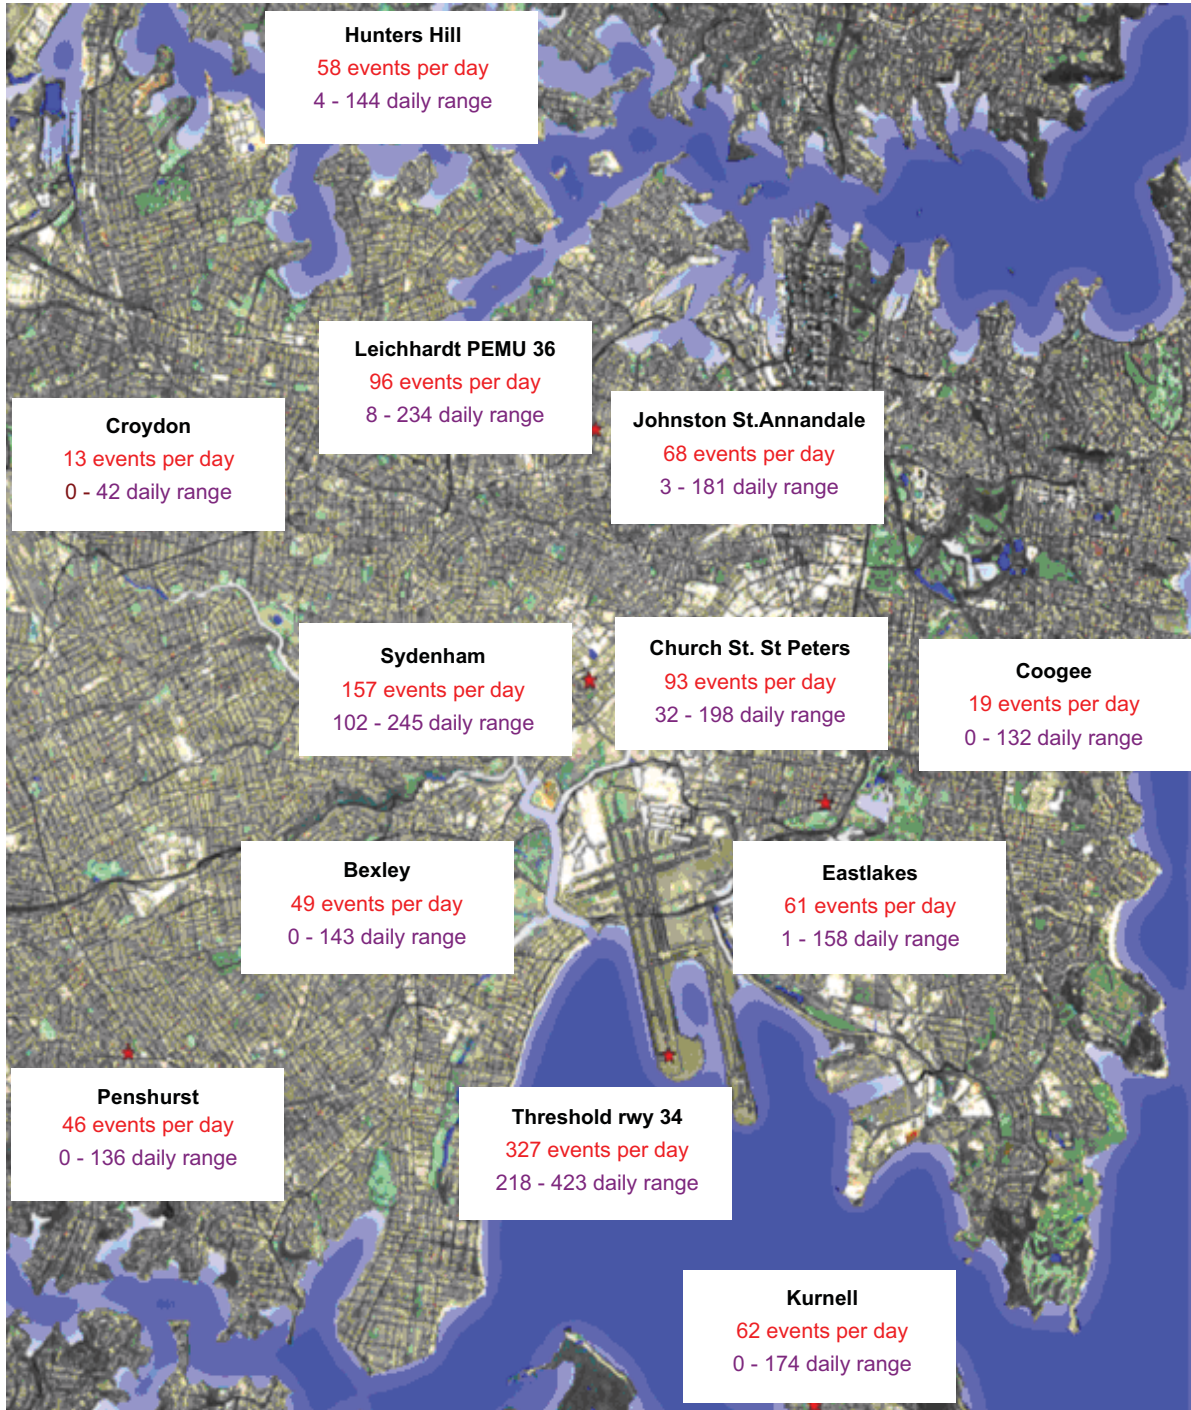 Hunters Hill
58 events per day
4 - 144 daily range
Leichhardt PEMU 36
96 events per day
8 - 234 daily range
Johnston St.Annandale
68 events per day
3 - 181 daily range
Croydon
13 events per day
0 - 42 daily range
Sydenham
157 events per day
102 - 245 daily range
Church St. St Peters
93 events per day
32 - 198 daily range
Coogee
19 events per day
0 - 132 daily range
Bexley
49 events per day
0 - 143 daily range
Eastlakes
61 events per day
1 - 158 daily range
Penshurst
46 events per day
0 - 136 daily range
Threshold rwy 34
327 events per day
218 - 423 daily range
Kurnell
62 events per day
0 - 174 daily range